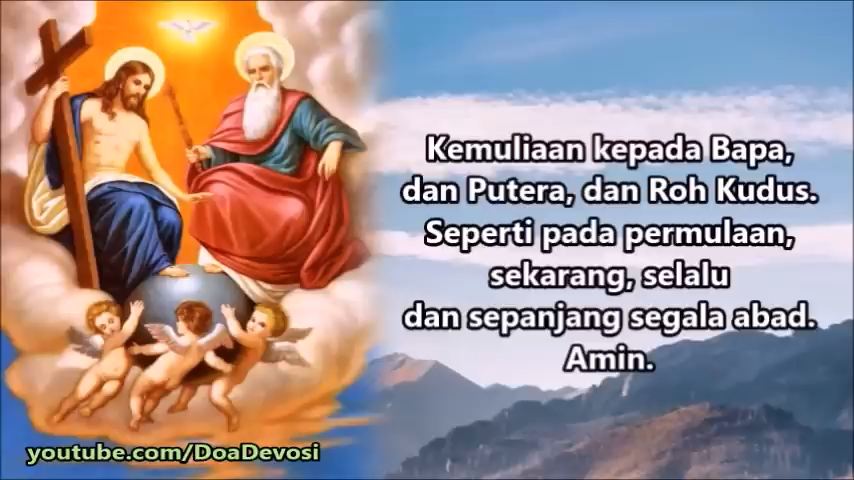 Kemuliaan kepada Bapa,
dan Putera, dan Roh Kudus.
Seperti pada permulaan,
sekarang, selalu
dan sepanjang segala abad.
Amin.
youtube.com/DoaDevosi